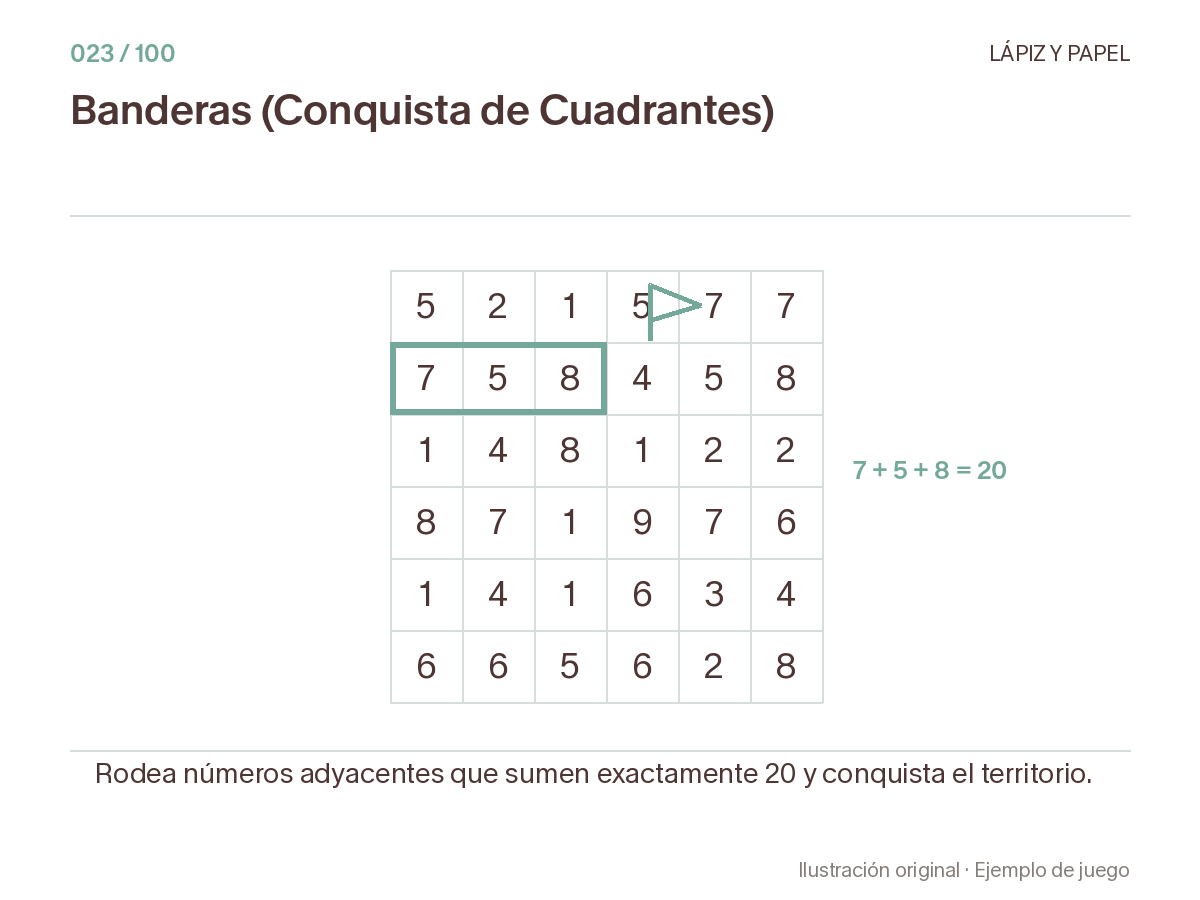 023 / 100
LÁPIZ Y PAPEL
Banderas (Conquista de Cuadrantes)
5 2 1 5 7 7
7 5 8 4 5 8
1 4 8 1 2 2
7 + 5 + 8 = 20
8 7 1 9 7 6
1 4 1 6 3 4
6 6 5 6 2 8
Rodea números adyacentes que sumen exactamente 20 y conquista el territorio.
Ilustración original · Ejemplo de juego